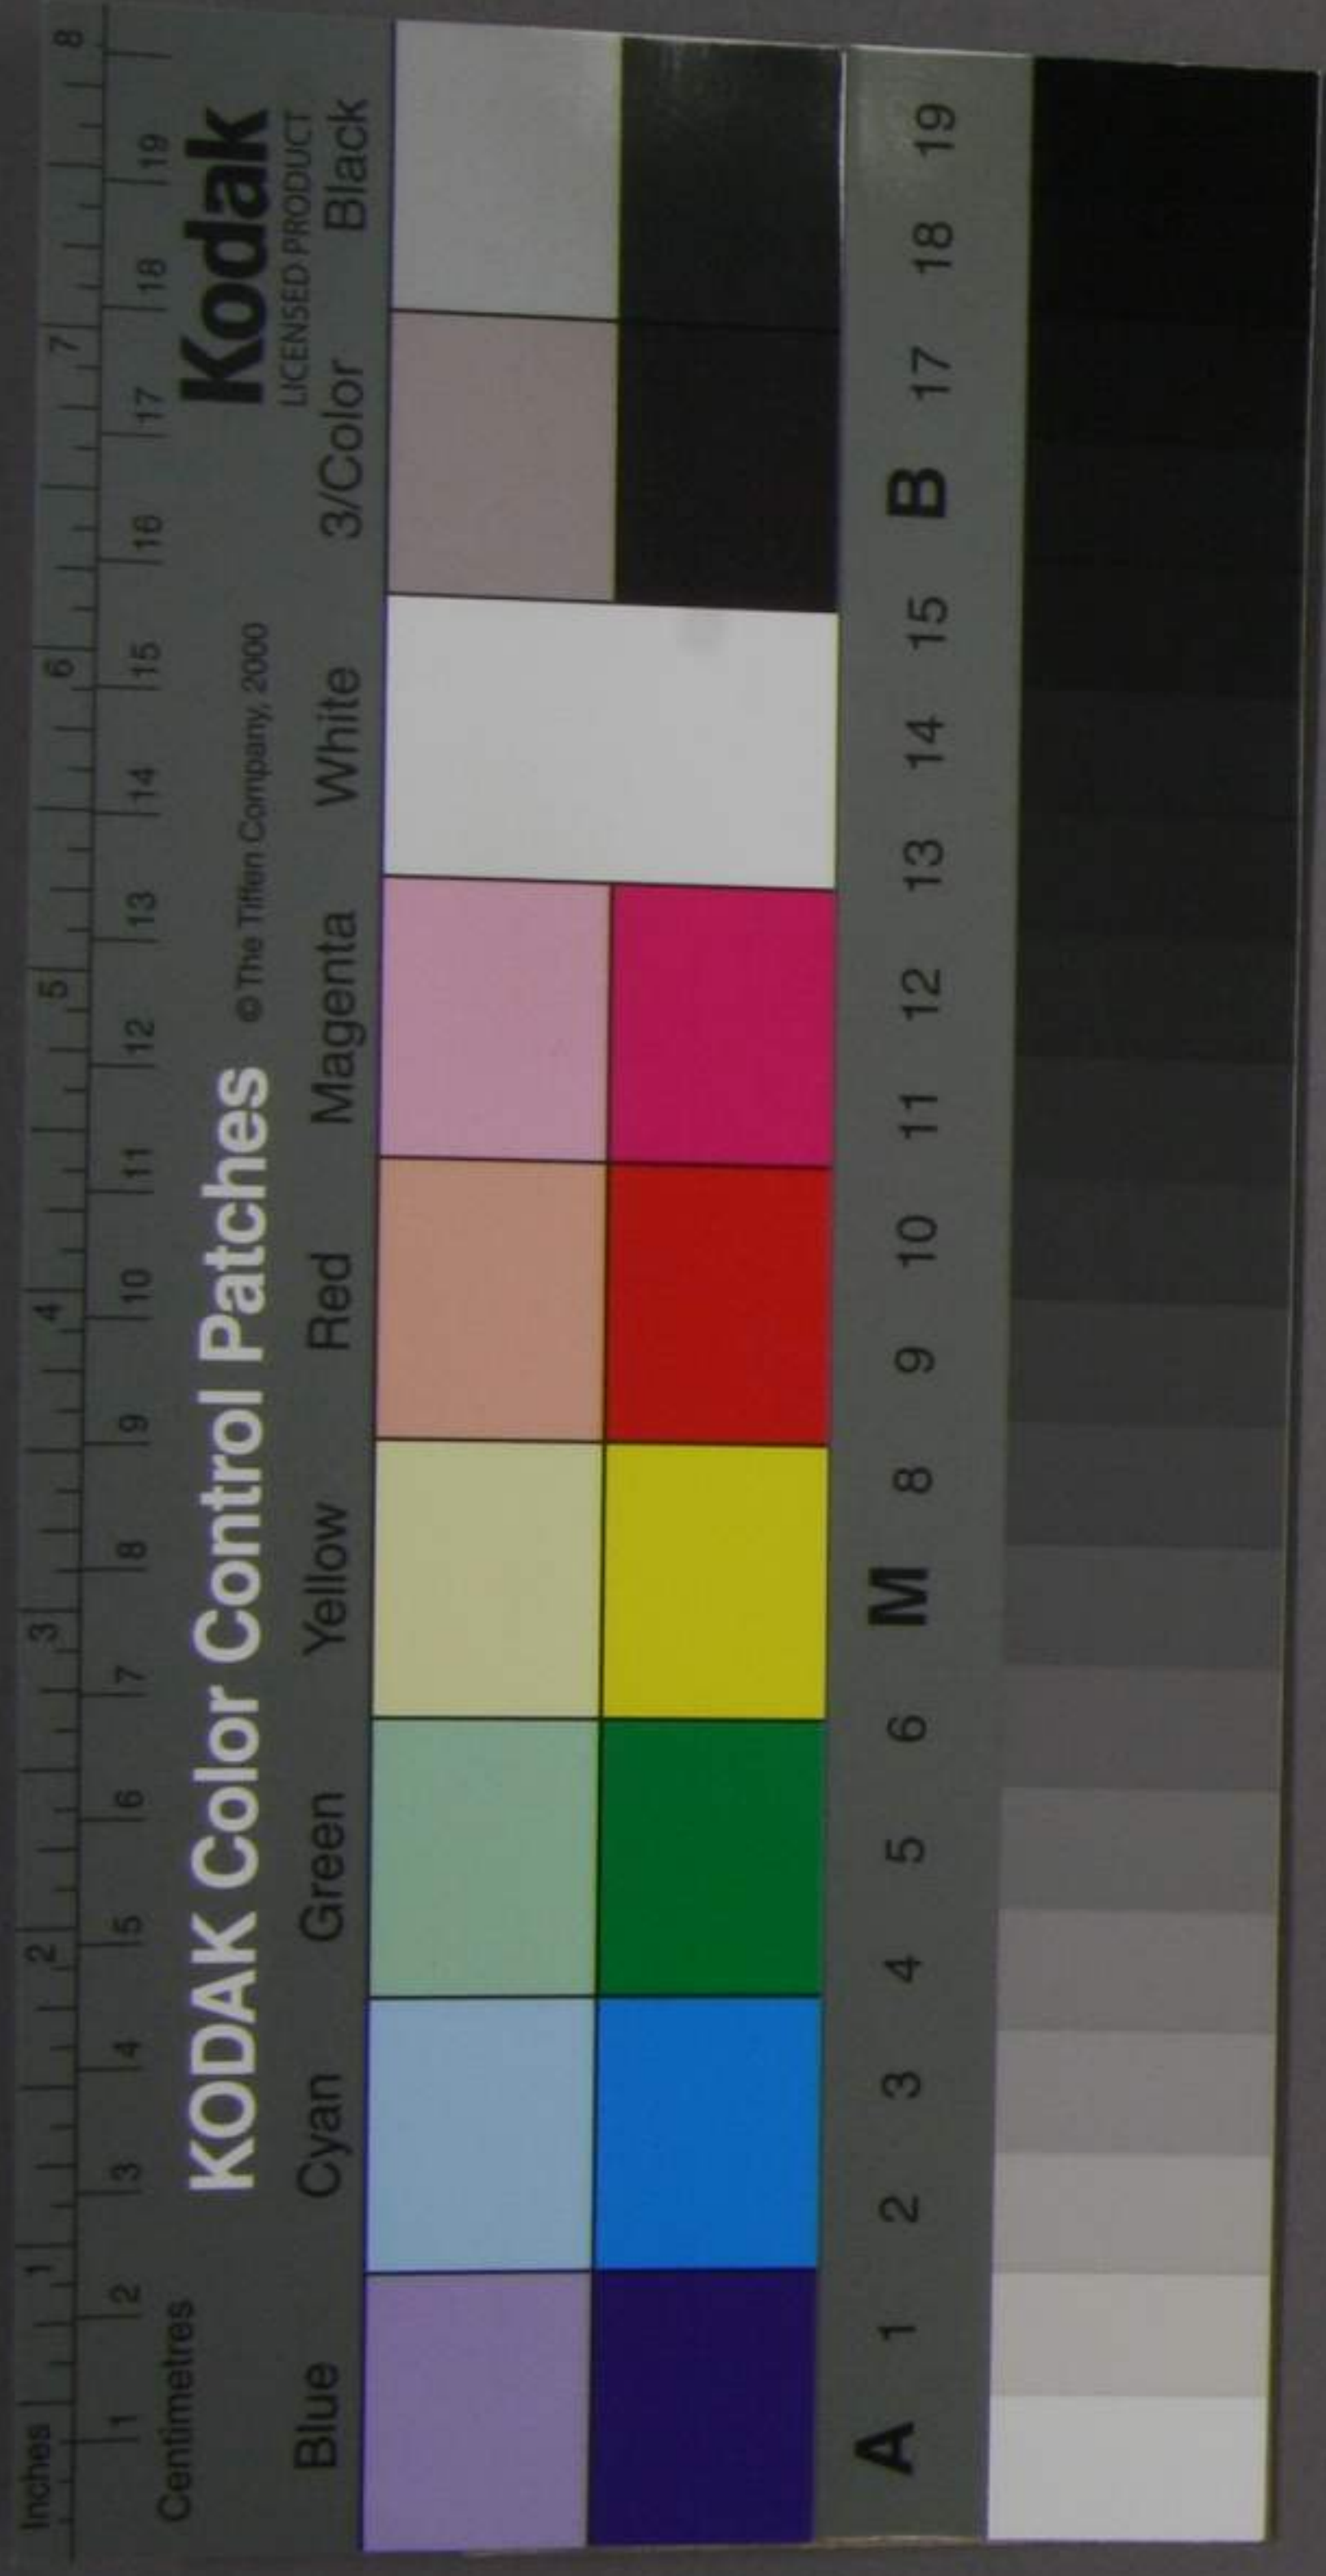 Inches 1 2 3 4 5 6 7 8
Centimetres 1 2 3 4 5 6 7 8 9 10 11 12 13 14 15 16 17 18 19
KODAK Color Control Patches © The Tiffen Company, 2000 Kodak
LICENSED PRODUCT
Blue Cyan Green Yellow Red Magenta White 3/Color Black
A 1 2 3 4 5 6 M 8 9 10 11 12 13 14 15 B 17 18 19